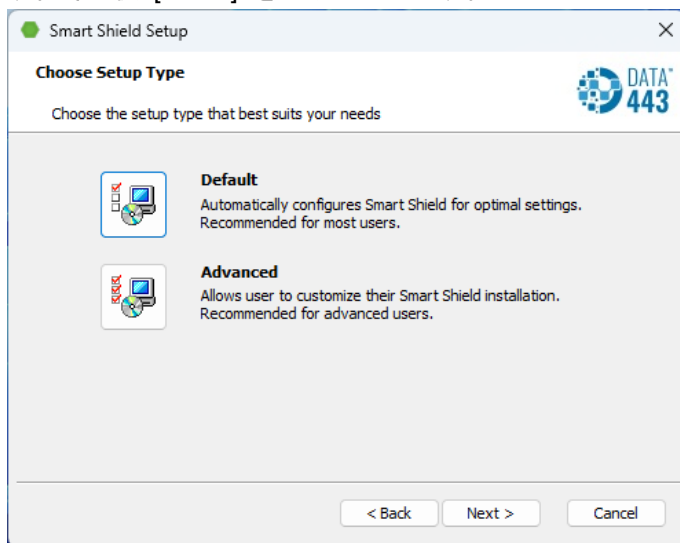 Smart Shield Setup
Choose Setup Type
Choose the setup type that best suits your needs
DATA™
443
Default
Automatically configures Smart Shield for optimal settings.
Recommended for most users.
Advanced
Allows user to customize their Smart Shield installation.
Recommended for advanced users.
< Back
Next >
Cancel